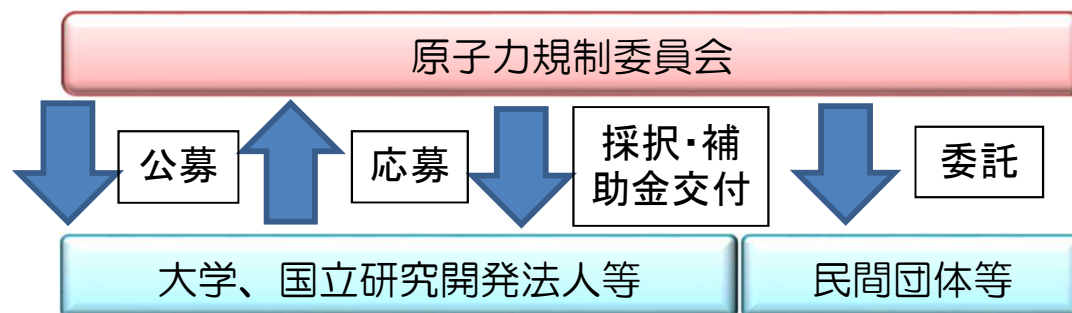 原子力規制委員会
公募
応募
採択・補
助金交付
委託
大学、国立研究開発法人等
民間団体等